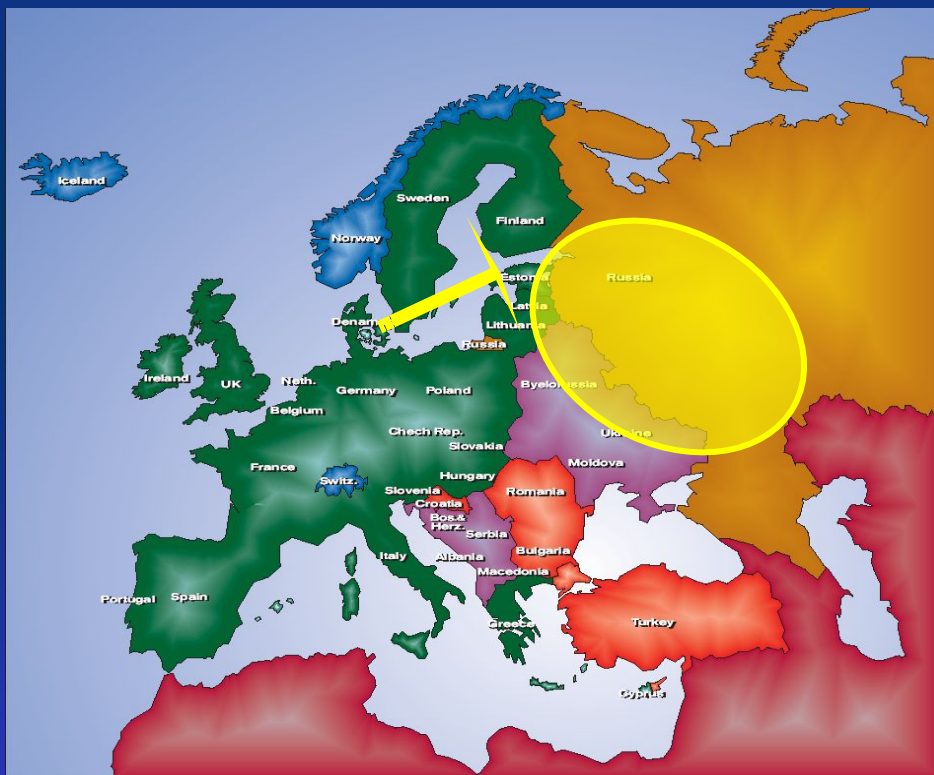 Iceland
Sweden
Finland
Norway
Russia
Estonia
Latvia
Denam
Lithuania
Russia
Ireland
UK
Neth.
Germany
Poland
Byelorussia
Belgium
Chech Rep.
Slovakia
Ukraine
France
Switz.
Hungary
Moldova
Slovenia
Romania
Croatia
Bos.&
Herz.
Serbia
Italy
Albania
Bulgaria
Macedonia
Portugal
Spain
Greece
Turkey
Cyprus